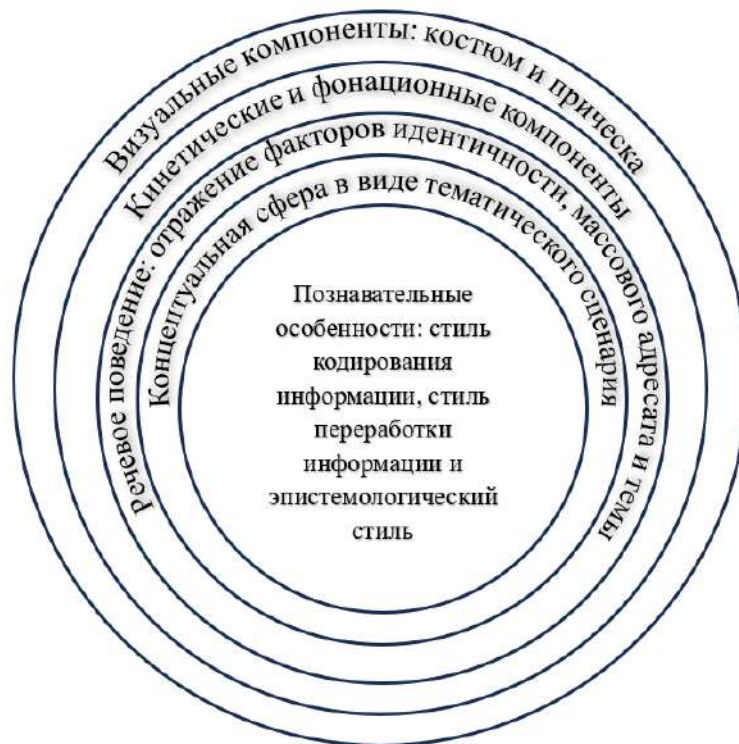 Визуальные компоненты: костюм и прическа
Кинетические и фонационные компоненты
Речевое поведение: отражение факторов идентичности, массового адресата и темы
Концептуальная сфера в виде тематического сценария
Познавательные
особенности: стиль
кодирования
информации, стиль
переработки
информации и
эпистемологический
стиль